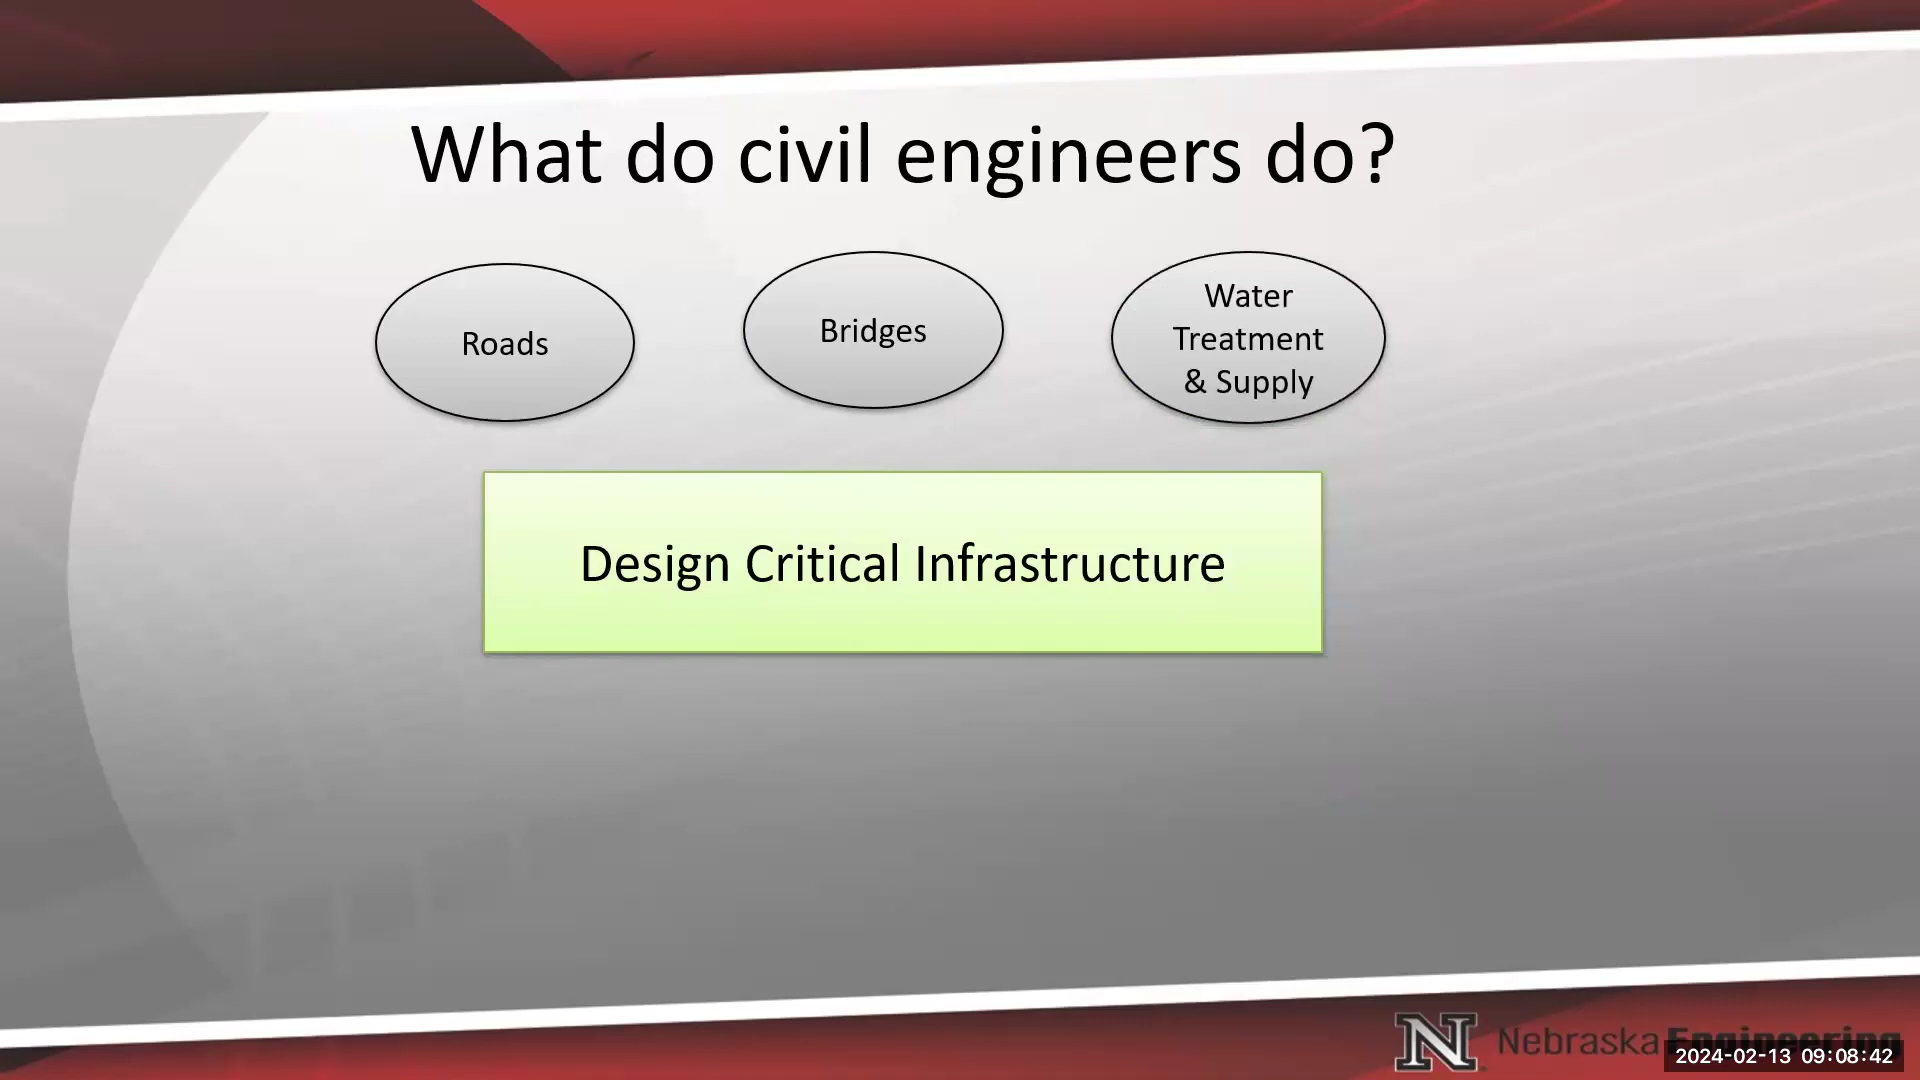 What do civil engineers do?
Roads
Bridges
Water
Treatment
& Supply
Design Critical Infrastructure
N Nebraska Engineering
2024-02-13 09:08:42